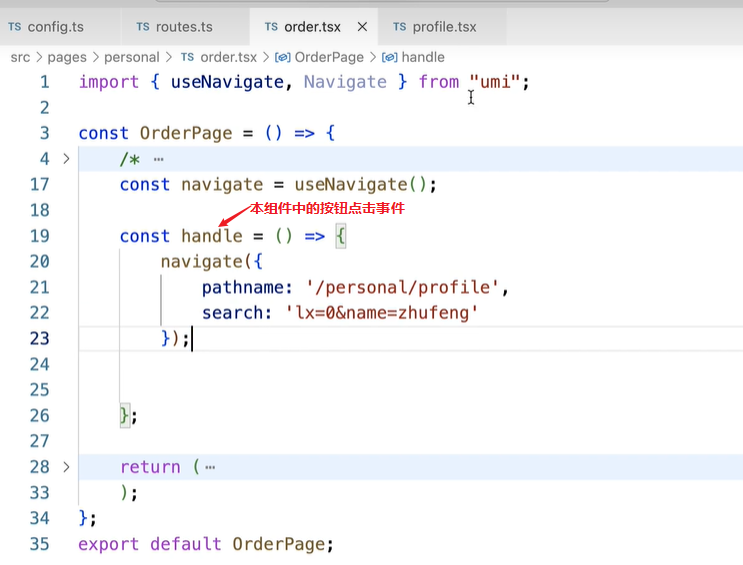 TS config.ts TS routes.ts TS order.tsx × TS profile.tsx
src > pages > personal > TS order.tsx > OrderPage > handle
1 import { useNavigate, Navigate } from "umi";
2
3 const OrderPage = () => {
4 > /* ⋯
17 const navigate = useNavigate();
18
本组件中的按钮点击事件
19 const handle = () => {
20 navigate({
21 pathname: '/personal/profile',
22 search: 'lx=0&name=zhufeng'
23 });
24
25
26 };
27
28 > return ( ⋯
33 );
34 };
35 export default OrderPage;